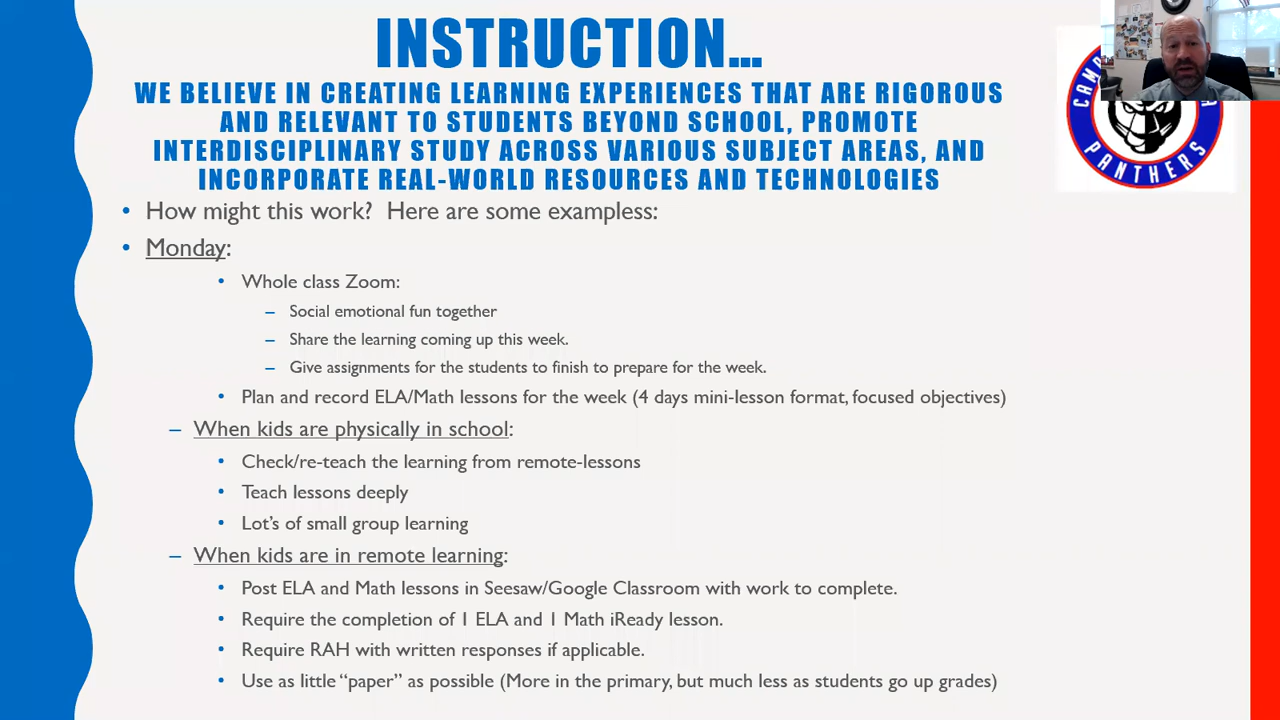 INSTRUCTION...
WE BELIEVE IN CREATING LEARNING EXPERIENCES THAT ARE RIGOROUS
AND RELEVANT TO STUDENTS BEYOND SCHOOL, PROMOTE
INTERDISCIPLINARY STUDY ACROSS VARIOUS SUBJECT AREAS, AND
INCORPORATE REAL-WORLD RESOURCES AND TECHNOLOGIES
PANTHERS
• How might this work? Here are some expampless:
• Monday:
• Whole class Zoom:
– Social emotional fun together
– Share the learning coming up this week.
– Give assignments for the students to finish to prepare for the week.
• Plan and record ELA/Math lessons for the week (4 days mini-lesson format, focused objectives)
– When kids are physically in school:
• Check/re-teach the learning from remote-lessons
• Teach lessons deeply
• Lot’s of small group learning
– When kids are in remote learning:
• Post ELA and Math lessons in Seesaw/Google Classroom with work to complete.
• Require the completion of 1 ELA and 1 Math iReady lesson.
• Require RAH with written responses if applicable.
• Use as little “paper” as possible (More in the primary, but much less as students go up grades)